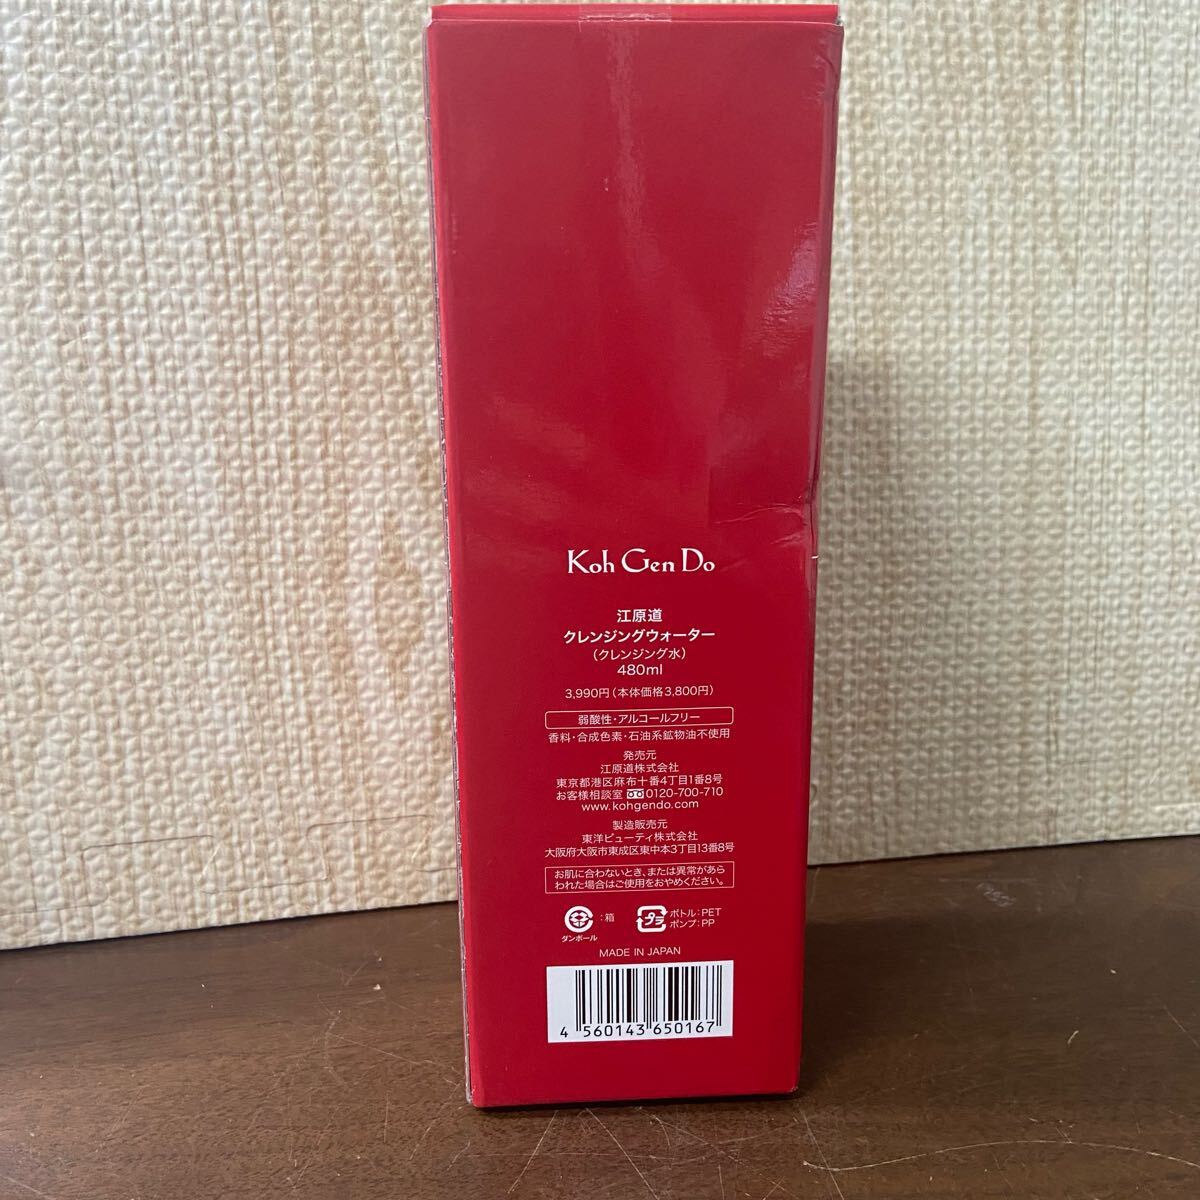 Koh Gen Do
江原道
クレンジングウォーター
(クレンジング水)
480ml
3,990円(本体価格3,800円)
弱酸性・アルコールフリー
香料・合成色素・石油系鉱物油不使用
発売元
江原道株式会社
東京都港区麻布十番4丁目1番8号
お客様相談室 0120-700-710
www.kohgendo.com
製造販売元
東洋ビューティ株式会社
大阪府大阪市東成区東中本3丁目13番8号
お肌に合わないとき、または異常があら
われた場合はご使用をおやめください。
:箱
ダンボール
プラ
ボトル:PET
ポンプ:PP
MADE IN JAPAN
4 560143 650167